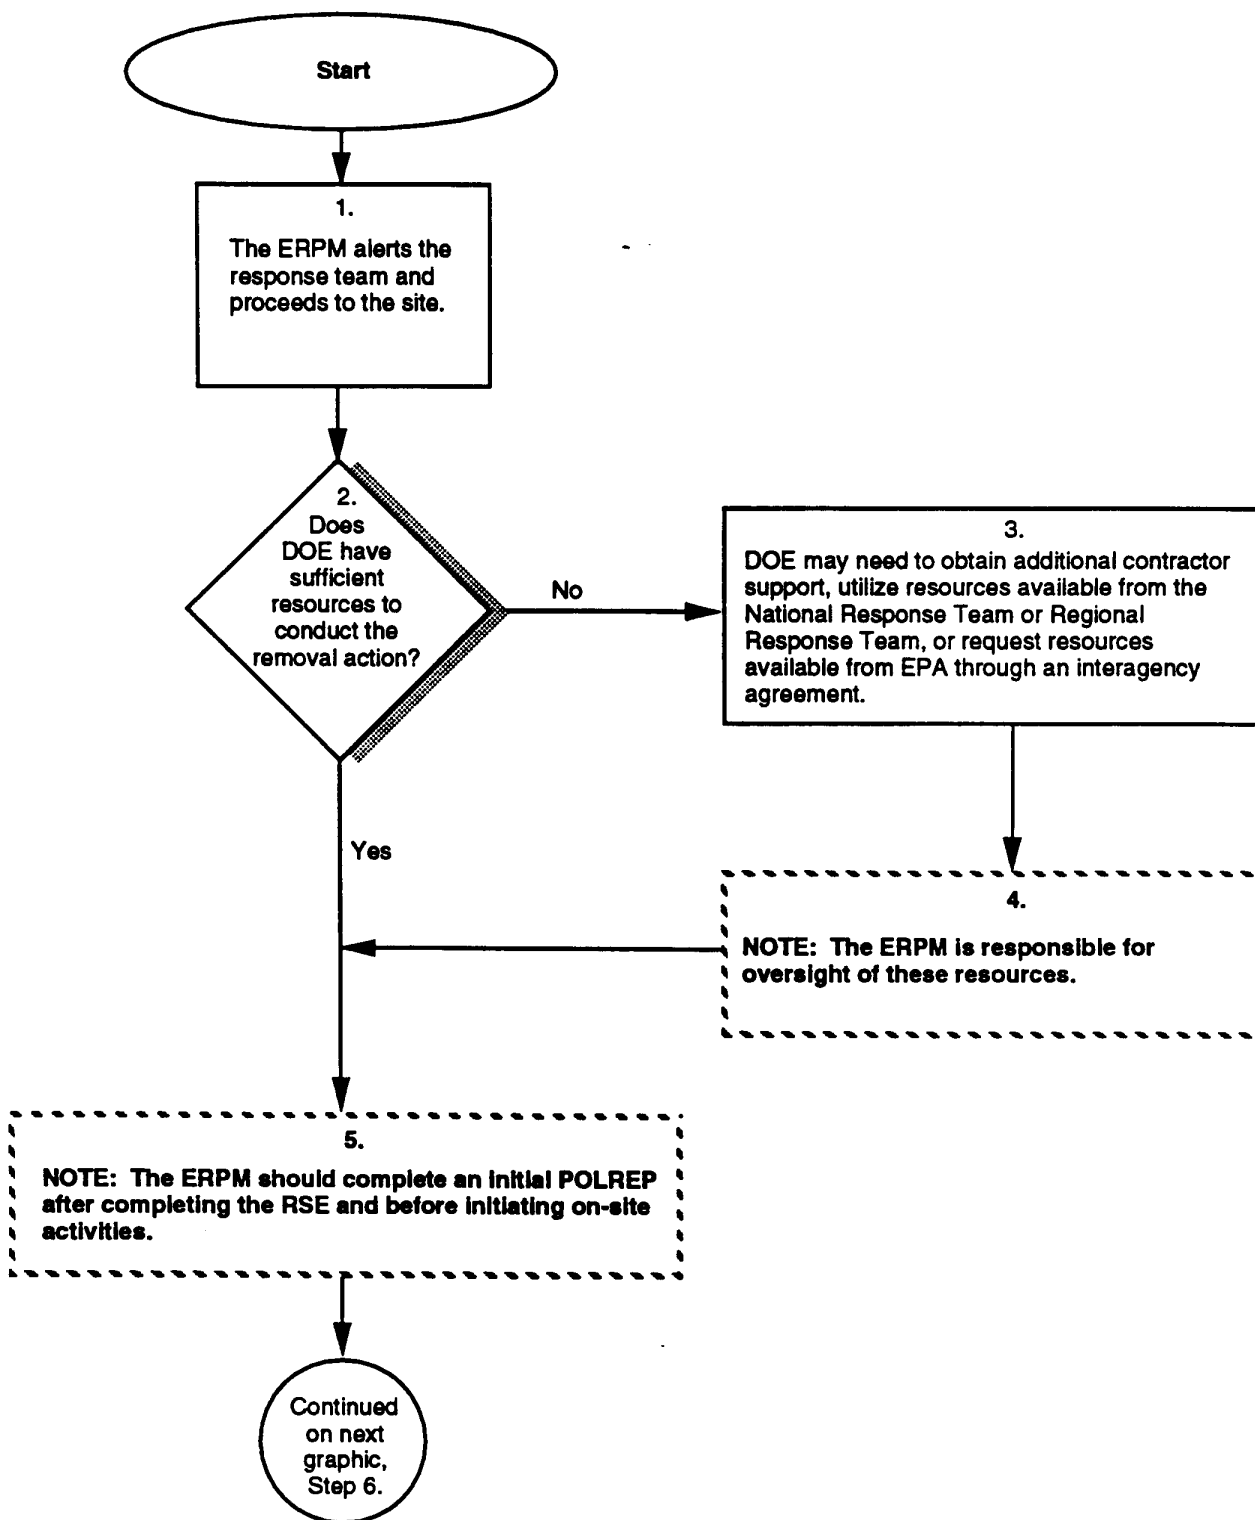 Start
1.
The ERPM alerts the
response team and
proceeds to the site.
2.
Does
DOE have
sufficient
resources to
conduct the
removal action?
No
3.
DOE may need to obtain additional contractor
support, utilize resources available from the
National Response Team or Regional
Response Team, or request resources
available from EPA through an interagency
agreement.
Yes
4.
NOTE: The ERPM is responsible for
oversight of these resources.
5.
NOTE: The ERPM should complete an initial POLREP
after completing the RSE and before initiating on-site
activities.
Continued
on next
graphic,
Step 6.